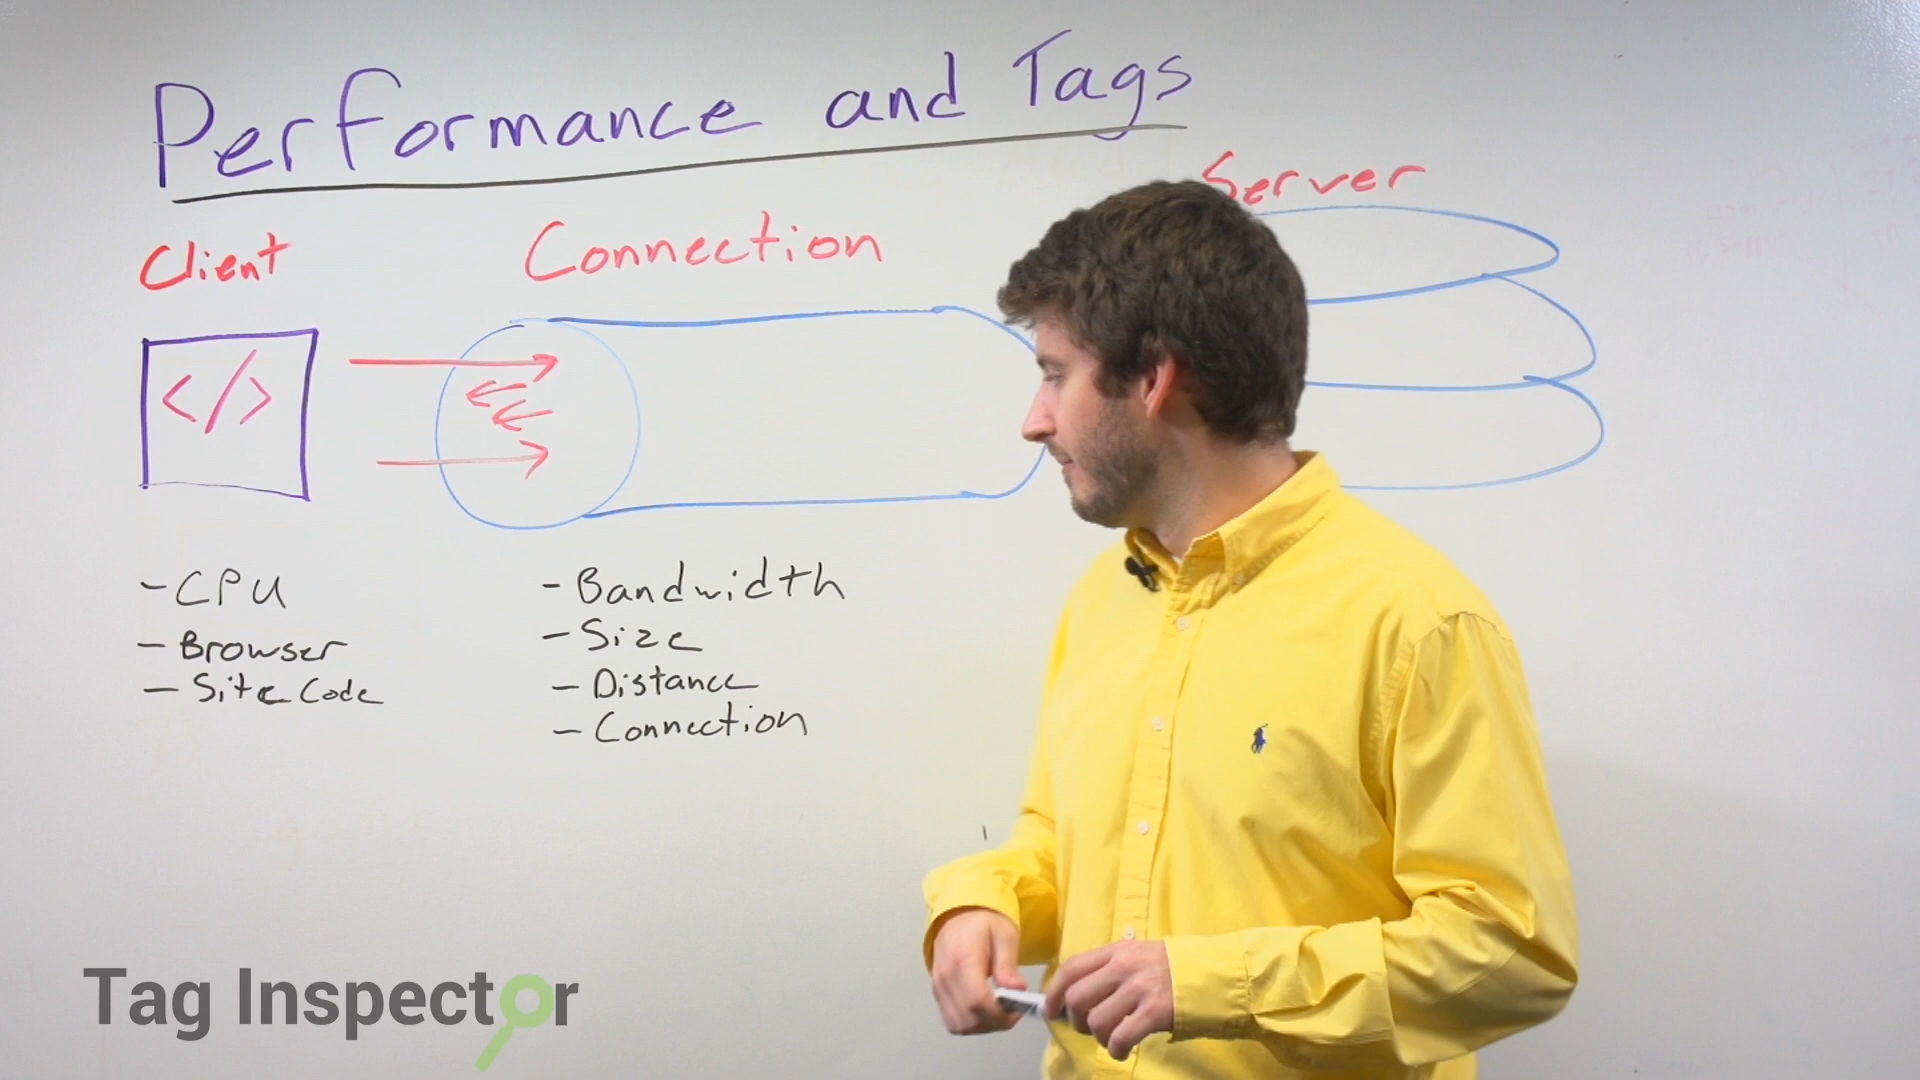 Performance and Tags
Client
Connection
Server
</>
- CPU
- Browser
- Site Code
- Bandwidth
- Size
- Distance
- Connection
Tag Inspector